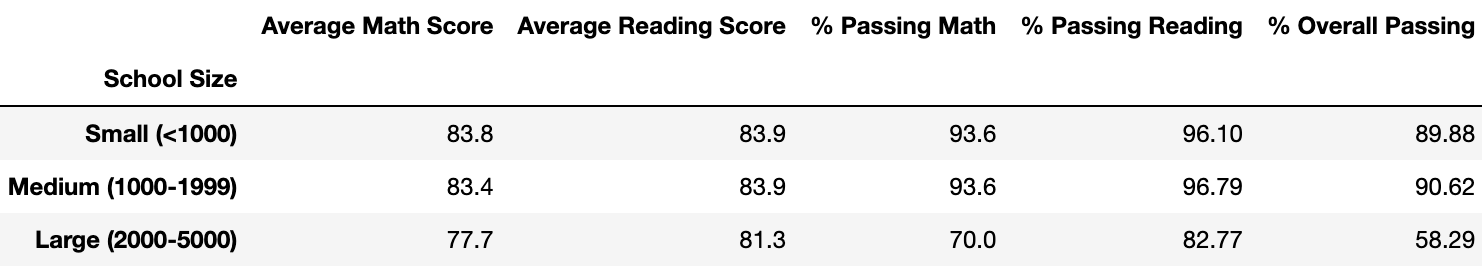 Average Math Score Average Reading Score % Passing Math % Passing Reading % Overall Passing
School Size
Small (<1000) 83.8 83.9 93.6 96.10 89.88
Medium (1000-1999) 83.4 83.9 93.6 96.79 90.62
Large (2000-5000) 77.7 81.3 70.0 82.77 58.29